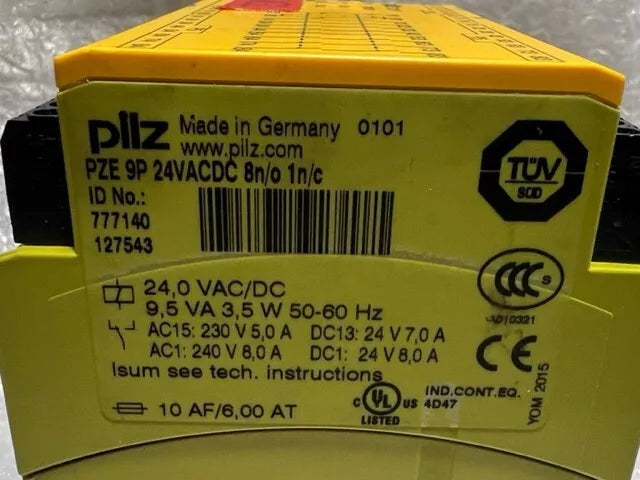 pilz Made in Germany 0101
www.pilz.com
PZE 9P 24VACDC 8n/o 1n/c
ID No.:
777140
127543
TÜV
SÜD
24,0 VAC/DC
9,5 VA 3,5 W 50-60 Hz
AC15: 230 V 5,0 A DC13: 24 V 7,0 A
AC1: 240 V 8,0 A DC1: 24 V 8,0 A
Isum see tech. instructions
10 AF/6,00 AT
CCC S
A010321
CE
YOM 2015
C UL US
LISTED
IND.CONT.EQ.
4D47